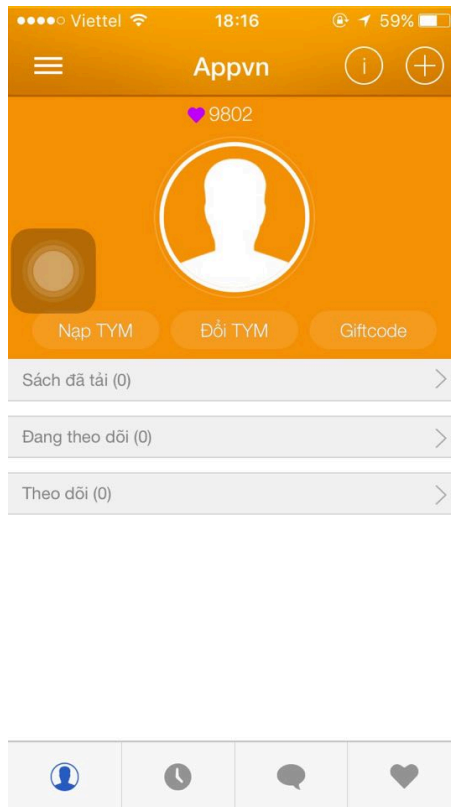 Viettel 18:16 59%
Appvn
9802
Nạp TYM Đổi TYM Giftcode
Sách đã tải (0)
Đang theo dõi (0)
Theo dõi (0)